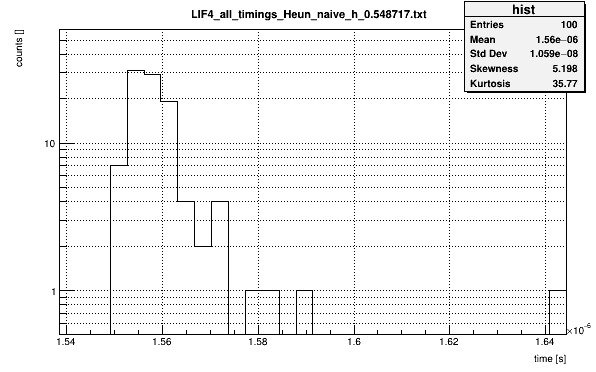 LIF4_all_timings_Heun_naive_h_0.548717.txt
hist
Entries 100
Mean 1.56e−06
Std Dev 1.059e−08
Skewness 5.198
Kurtosis 35.77
counts []
10
1
1.54 1.56 1.58 1.6 1.62 1.64
×10⁻⁶
time [s]